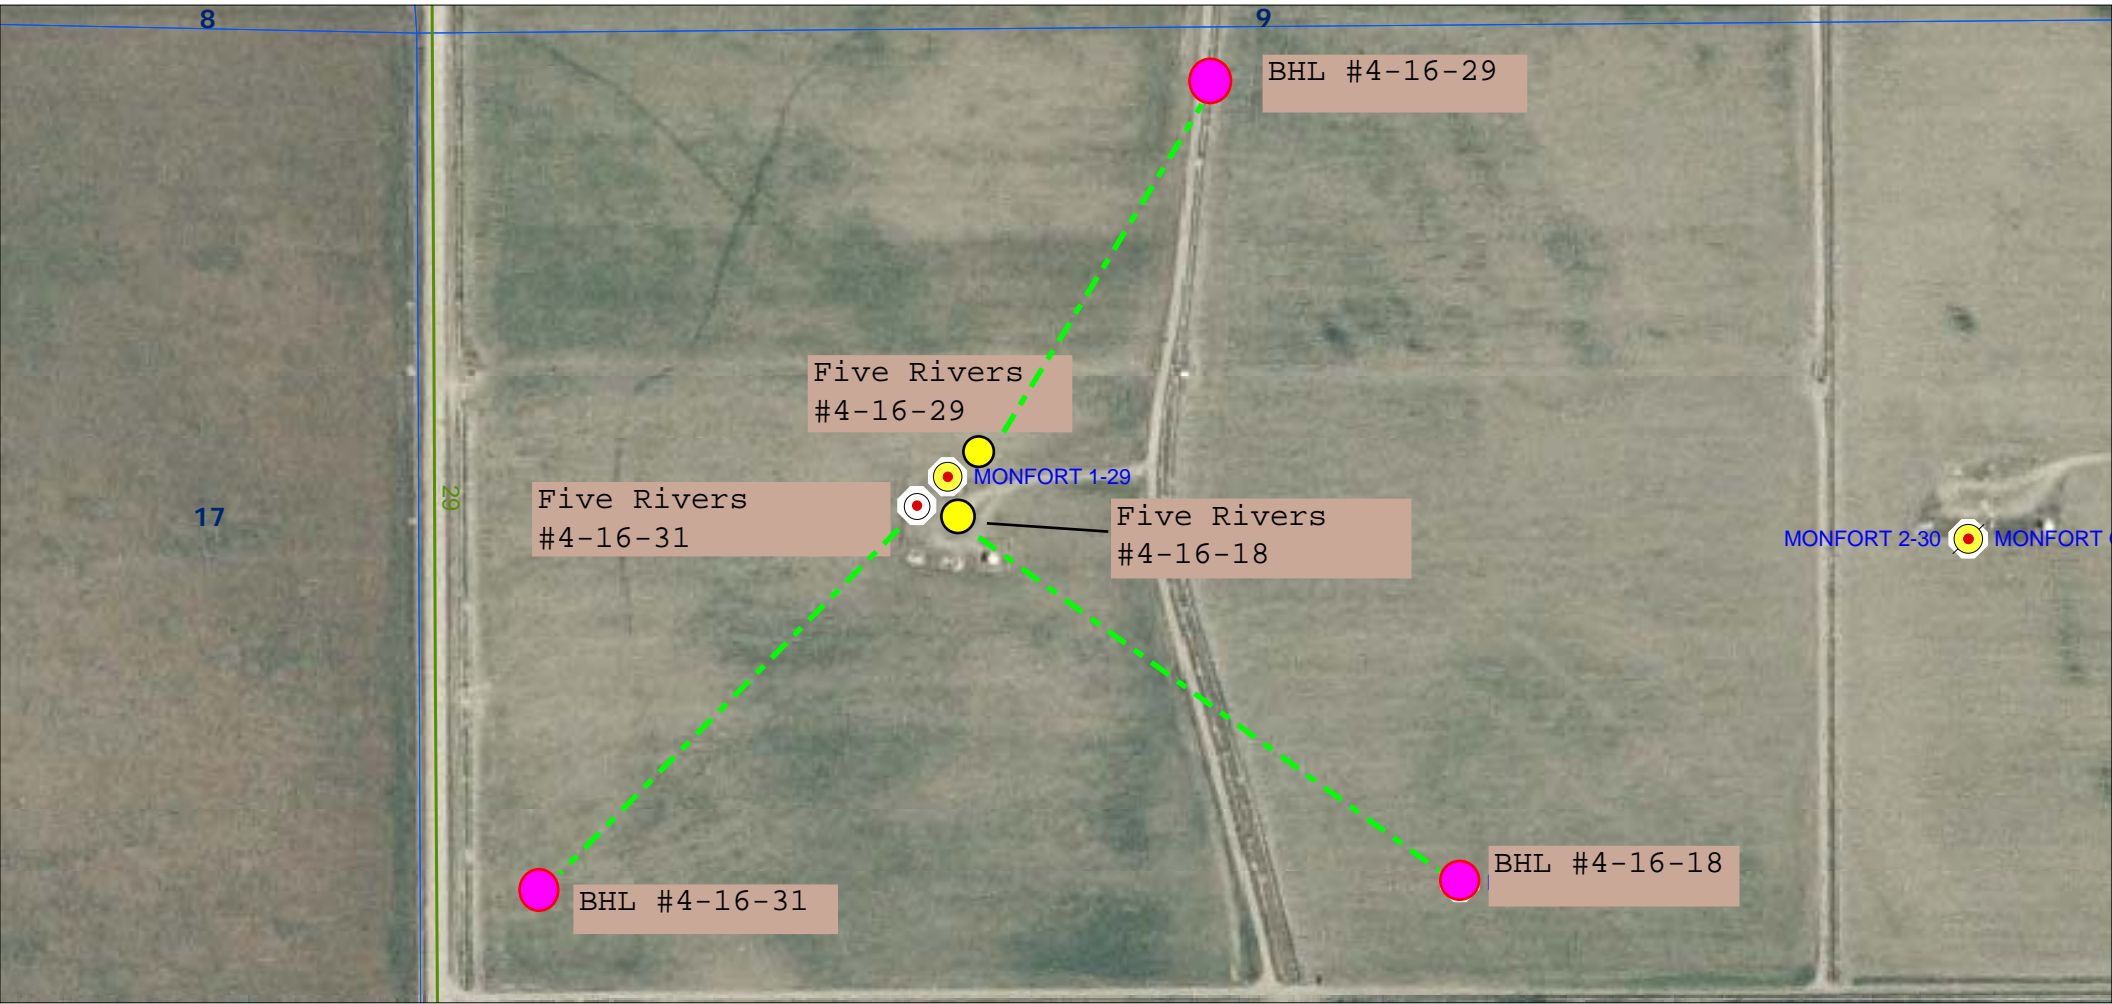 8
9
BHL #4-16-29
Five Rivers
#4-16-29
MONFORT 1-29
Five Rivers
#4-16-31
29
17
Five Rivers
#4-16-18
MONFORT 2-30
MONFORT
BHL #4-16-18
BHL #4-16-31